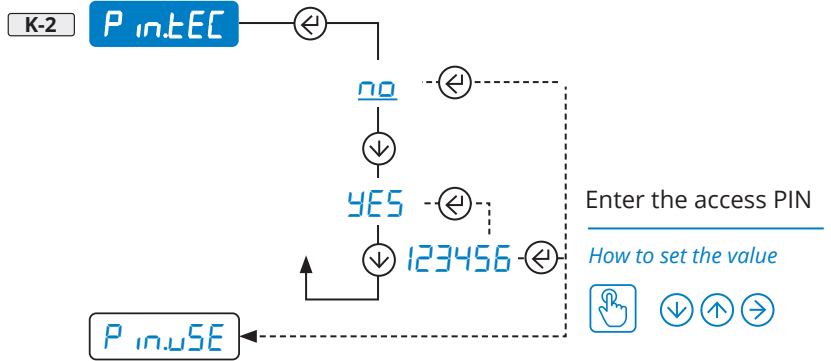 K-2 P in.tEC
no
YES
Enter the access PIN
123456
How to set the value
P in.uSE